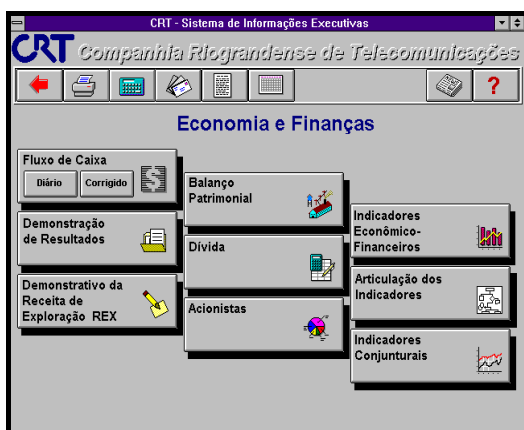 CRT - Sistema de Informações Executivas
CRT Companhia Riograndense de Telecomunicações
?
Economia e Finanças
Fluxo de Caixa
Diário Corrigido
Demonstração
de Resultados
Demonstrativo da
Receita de
Exploração REX
Balanço
Patrimonial
Dívida
Acionistas
Indicadores
Econômico-
Financeiros
Articulação dos
Indicadores
Indicadores
Conjunturais